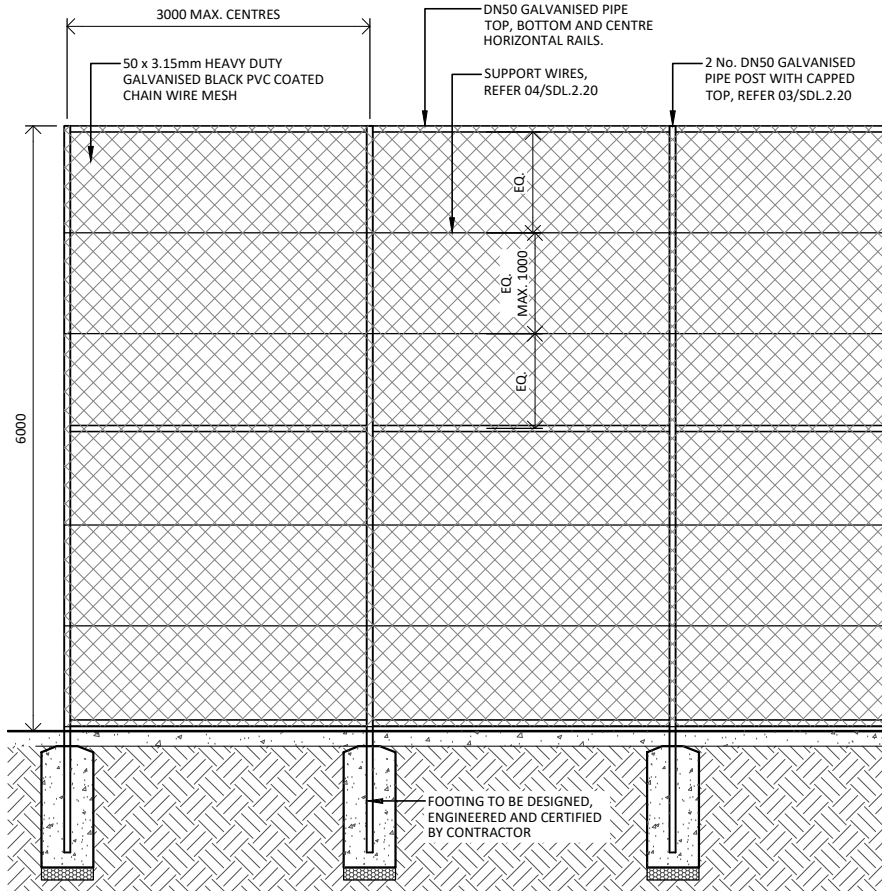 3000 MAX. CENTRES
DN50 GALVANISED PIPE
TOP, BOTTOM AND CENTRE
HORIZONTAL RAILS.
50 x 3.15mm HEAVY DUTY
GALVANISED BLACK PVC COATED
CHAIN WIRE MESH
SUPPORT WIRES,
REFER 04/SDL.2.20
2 No. DN50 GALVANISED
PIPE POST WITH CAPPED
TOP, REFER 03/SDL.2.20
EQ.
EQ.
MAX. 1000
EQ.
6000
FOOTING TO BE DESIGNED,
ENGINEERED AND CERTIFIED
BY CONTRACTOR